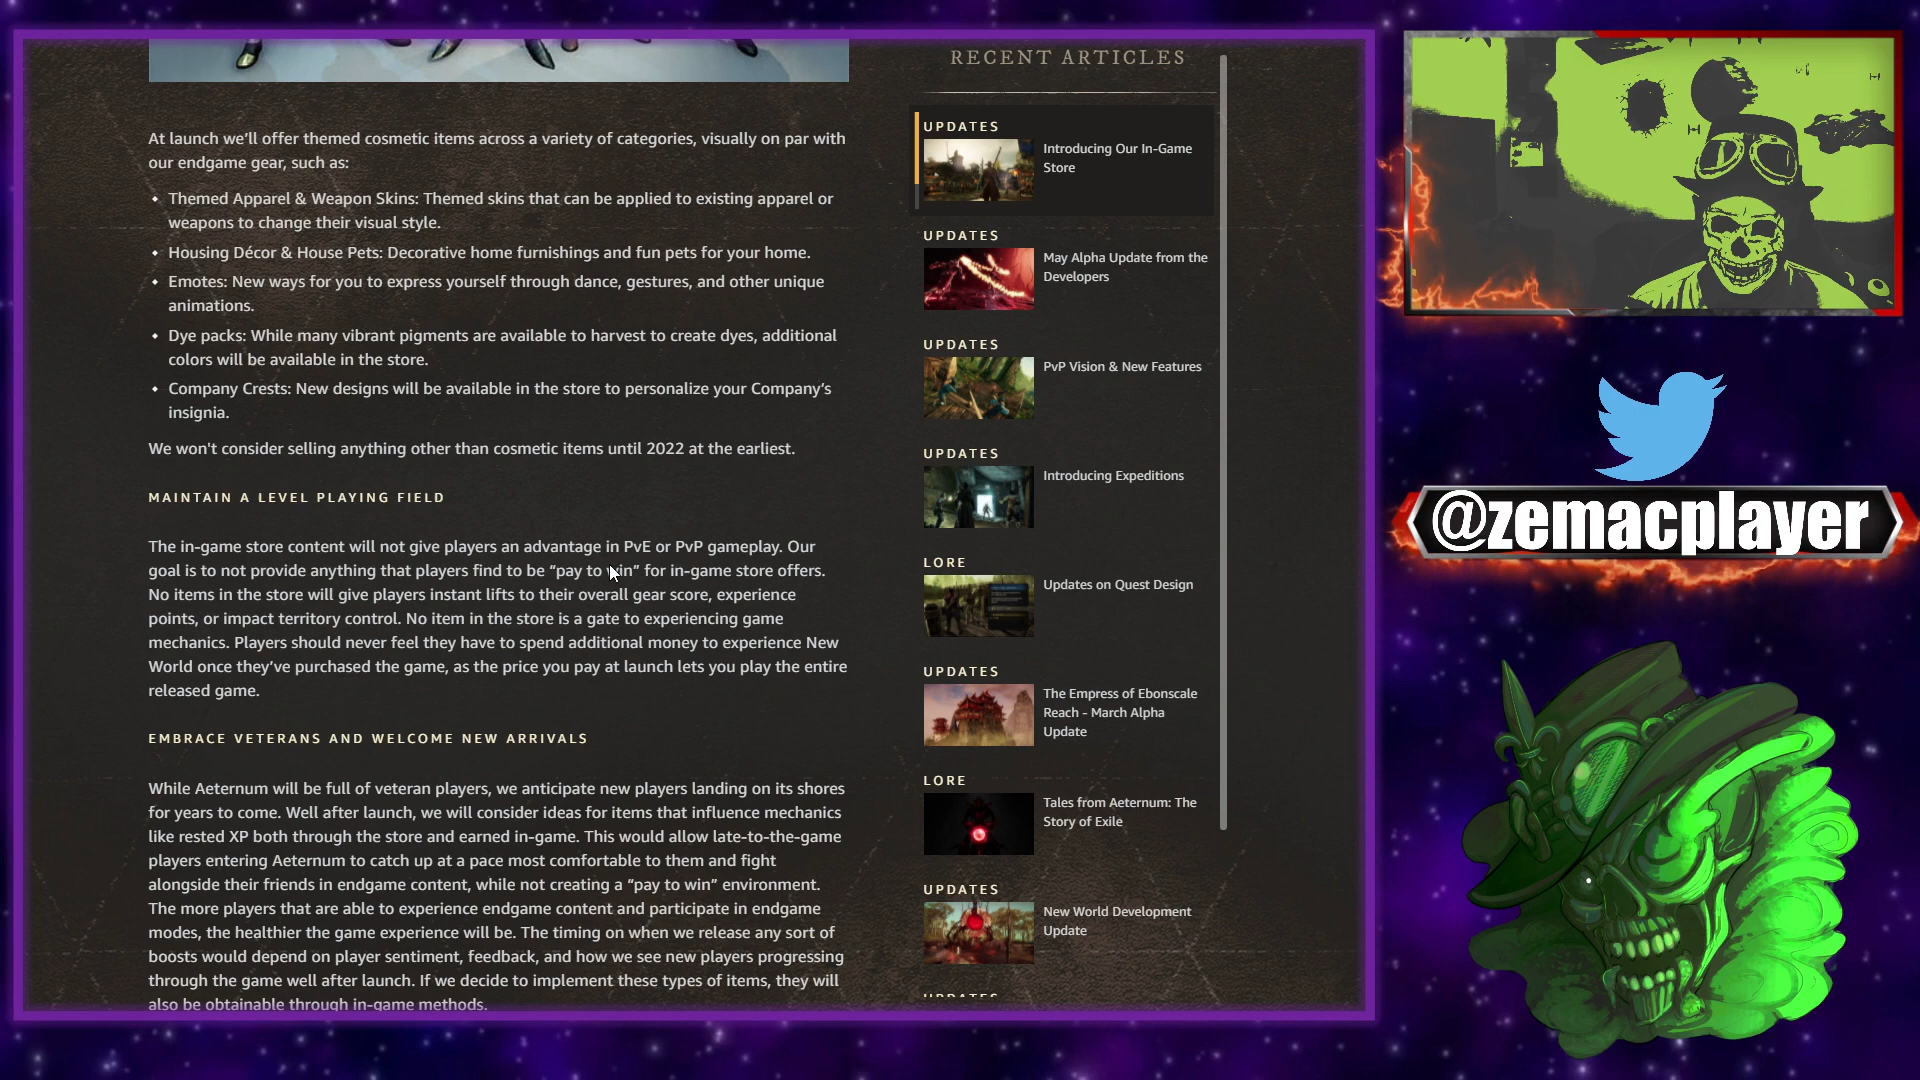 At launch we'll offer themed cosmetic items across a variety of categories, visually on par with
our endgame gear, such as:
Themed Apparel & Weapon Skins: Themed skins that can be applied to existing apparel or
weapons to change their visual style.
Housing Décor & House Pets: Decorative home furnishings and fun pets for your home.
Emotes: New ways for you to express yourself through dance, gestures, and other unique
animations.
Dye packs: While many vibrant pigments are available to harvest to create dyes, additional
colors will be available in the store.
Company Crests: New designs will be available in the store to personalize your Company's
insignia.
We won't consider selling anything other than cosmetic items until 2022 at the earliest.
MAINTAIN A LEVEL PLAYING FIELD
The in-game store content will not give players an advantage in PvE or PvP gameplay. Our
goal is to not provide anything that players find to be “pay to win” for in-game store offers.
No items in the store will give players instant lifts to their overall gear score, experience
points, or impact territory control. No item in the store is a gate to experiencing game
mechanics. Players should never feel they have to spend additional money to experience New
World once they've purchased the game, as the price you pay at launch lets you play the entire
released game.
EMBRACE VETERANS AND WELCOME NEW ARRIVALS
While Aeternum will be full of veteran players, we anticipate new players landing on its shores
for years to come. Well after launch, we will consider ideas for items that influence mechanics
like rested XP both through the store and earned in-game. This would allow late-to-the-game
players entering Aeternum to catch up at a pace most comfortable to them and fight
alongside their friends in endgame content, while not creating a “pay to win” environment.
The more players that are able to experience endgame content and participate in endgame
modes, the healthier the game experience will be. The timing on when we release any sort of
boosts would depend on player sentiment, feedback, and how we see new players progressing
through the game well after launch. If we decide to implement these types of items, they will
also be obtainable through in-game methods.
RECENT ARTICLES
UPDATES
Introducing Our In-Game
Store
UPDATES
May Alpha Update from the
Developers
UPDATES
PvP Vision & New Features
UPDATES
Introducing Expeditions
LORE
Updates on Quest Design
UPDATES
The Empress of Ebonscale
Reach - March Alpha
Update
LORE
Tales from Aeternum: The
Story of Exile
UPDATES
New World Development
Update
UPDATES
@zemacplayer